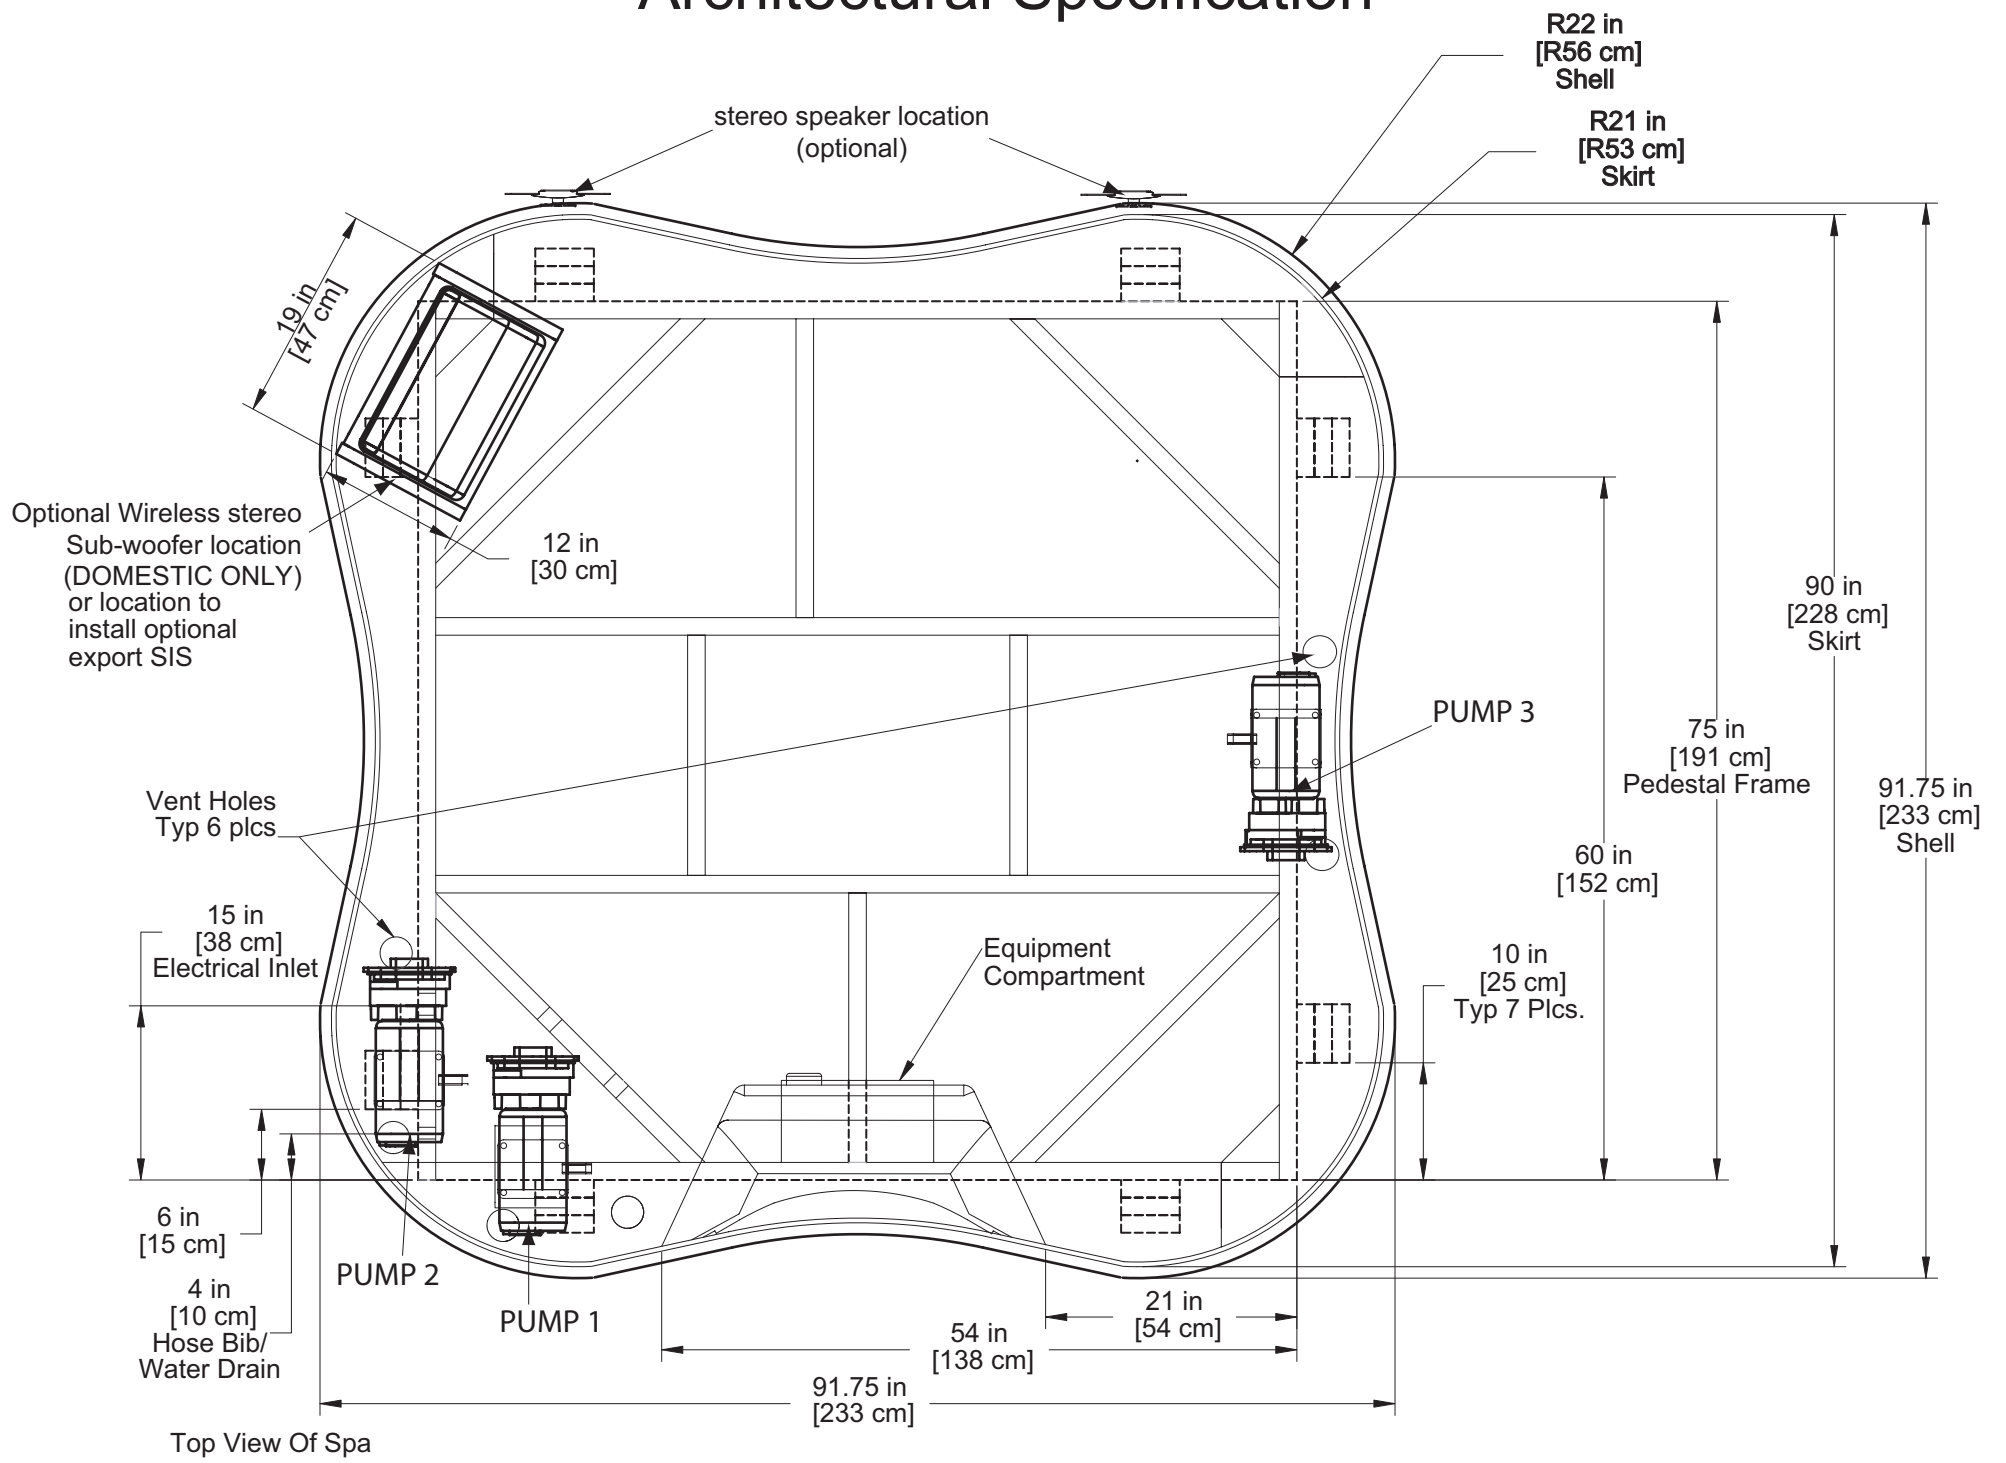 Architectural Specification
R22 in
[R56 cm]
Shell
R21 in
[R53 cm]
Skirt
stereo speaker location
(optional)
19 in
[47 cm]
Optional Wireless stereo
Sub-woofer location
(DOMESTIC ONLY)
or location to
install optional
export SIS
12 in
[30 cm]
90 in
[228 cm]
Skirt
PUMP 3
75 in
[191 cm]
Pedestal Frame
91.75 in
[233 cm]
Shell
Vent Holes
Typ 6 plcs
60 in
[152 cm]
15 in
[38 cm]
Electrical Inlet
Equipment
Compartment
10 in
[25 cm]
Typ 7 Plcs.
6 in
[15 cm]
PUMP 2
4 in
[10 cm]
Hose Bib/
Water Drain
PUMP 1
21 in
[54 cm]
54 in
[138 cm]
91.75 in
[233 cm]
Top View Of Spa